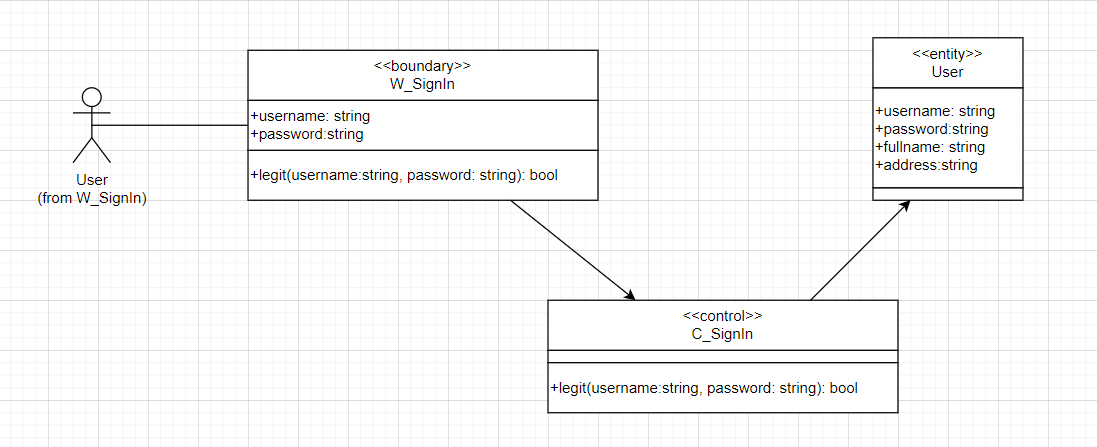 User
(from W_SignIn)
<<boundary>>
W_SignIn
+username: string
+password:string
+legit(username:string, password: string): bool
<<control>>
C_SignIn
+legit(username:string, password: string): bool
<<entity>>
User
+username: string
+password:string
+fullname: string
+address:string